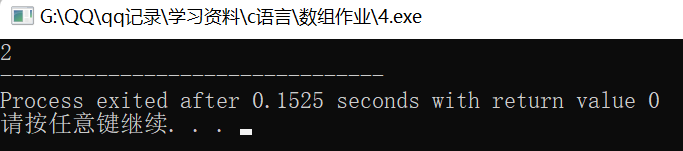 G:\QQ\qq记录\学习资料\c语言\数组作业\4.exe
2
--------------------------------
Process exited after 0.1525 seconds with return value 0
请按任意键继续. . .